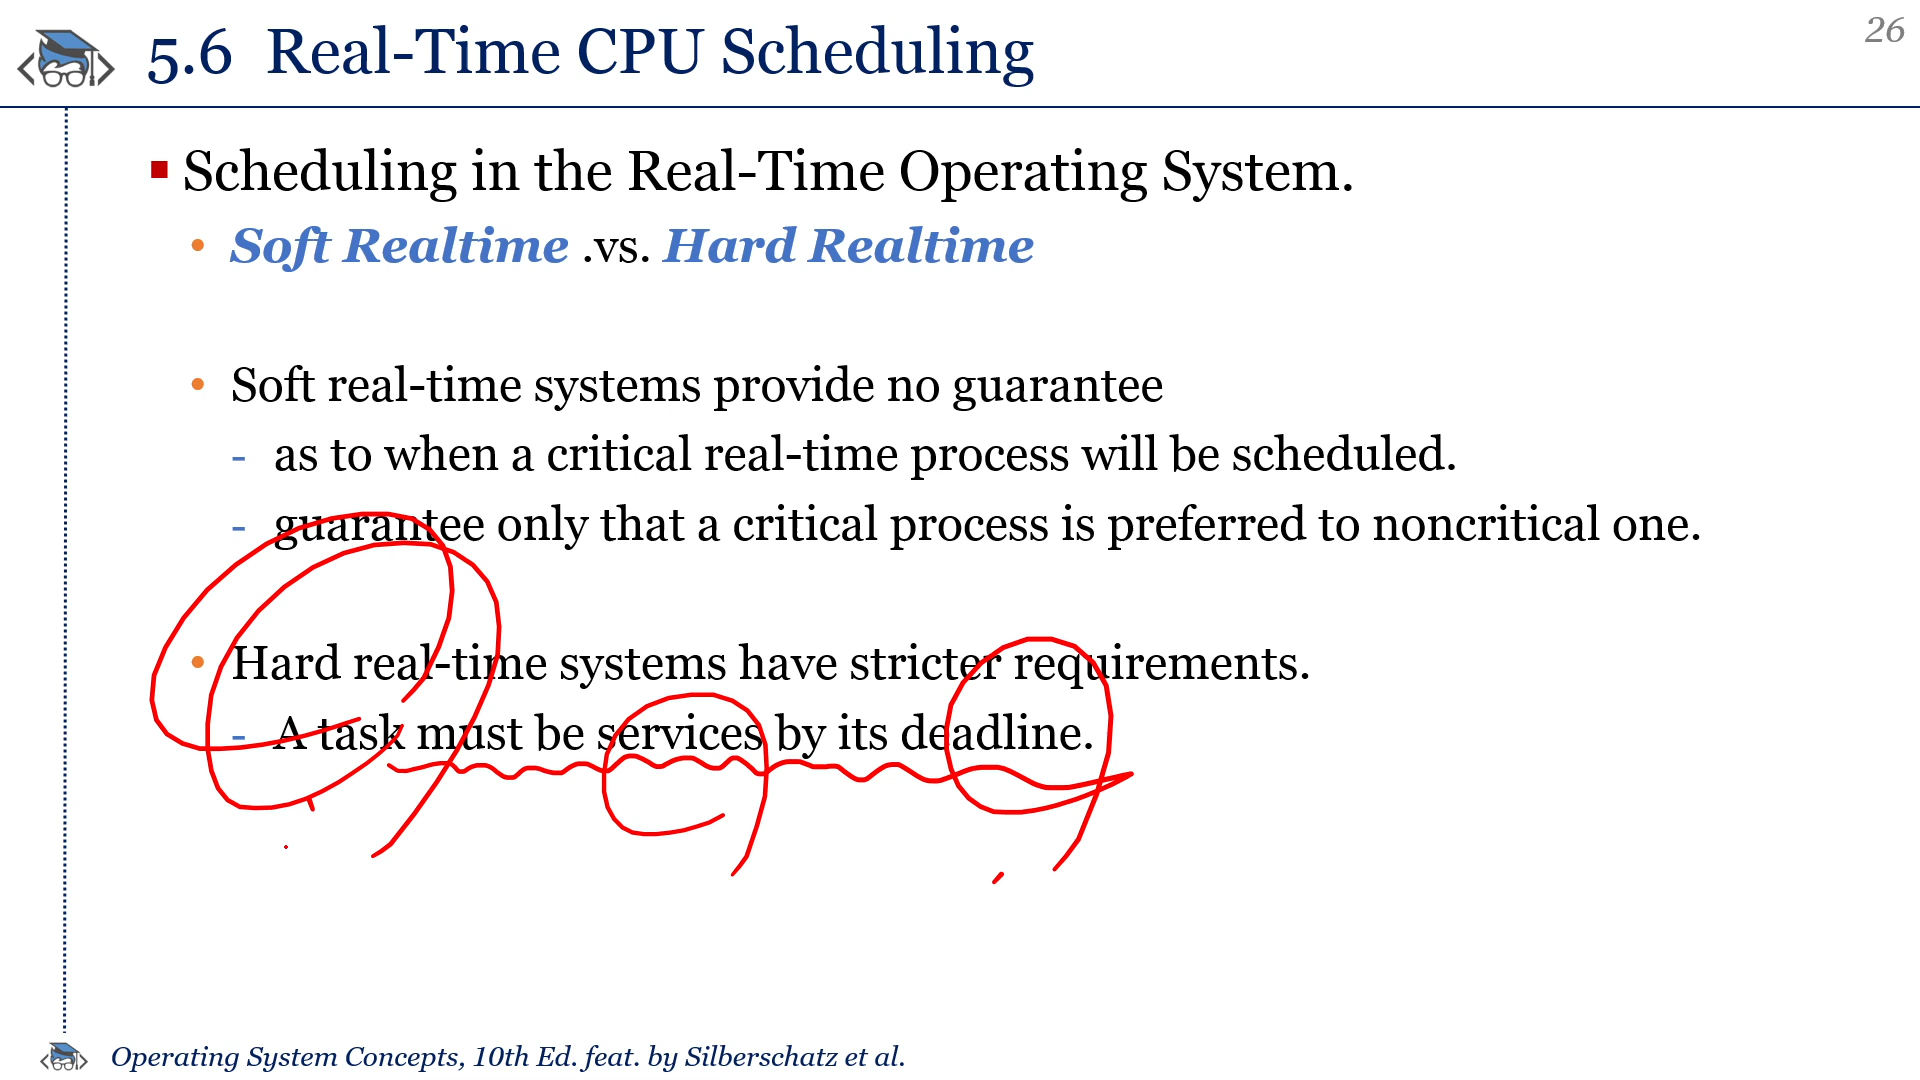 26
5.6 Real-Time CPU Scheduling
Scheduling in the Real-Time Operating System.
Soft Realtime .vs. Hard Realtime
Soft real-time systems provide no guarantee
- as to when a critical real-time process will be scheduled.
- guarantee only that a critical process is preferred to noncritical one.
Hard real-time systems have stricter requirements.
- A task must be services by its deadline.
Operating System Concepts, 10th Ed. feat. by Silberschatz et al.